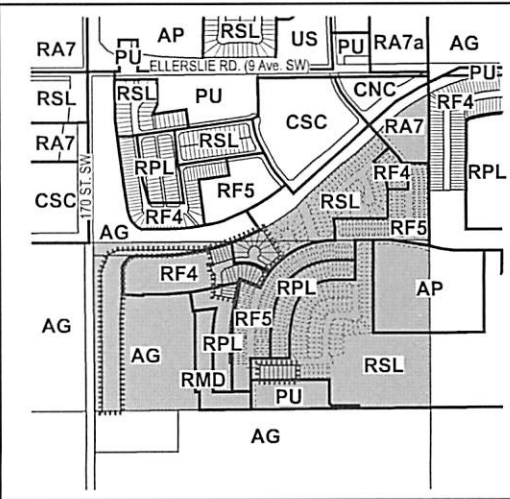 RA7
AP
RSL
US
PU
PU
RA7a
AG
ELLERSLIE RD. (9 Ave. SW)
PU
RSL
RSL
PU
CNC
RF4
RA7
CSC
RA7
RSL
RPL
RPL
RF4
CSC
170 ST. SW
RF5
RSL
RF4
RF5
AG
RF4
RPL
AP
AG
RF5
AG
RPL
RSL
RMD
PU
AG